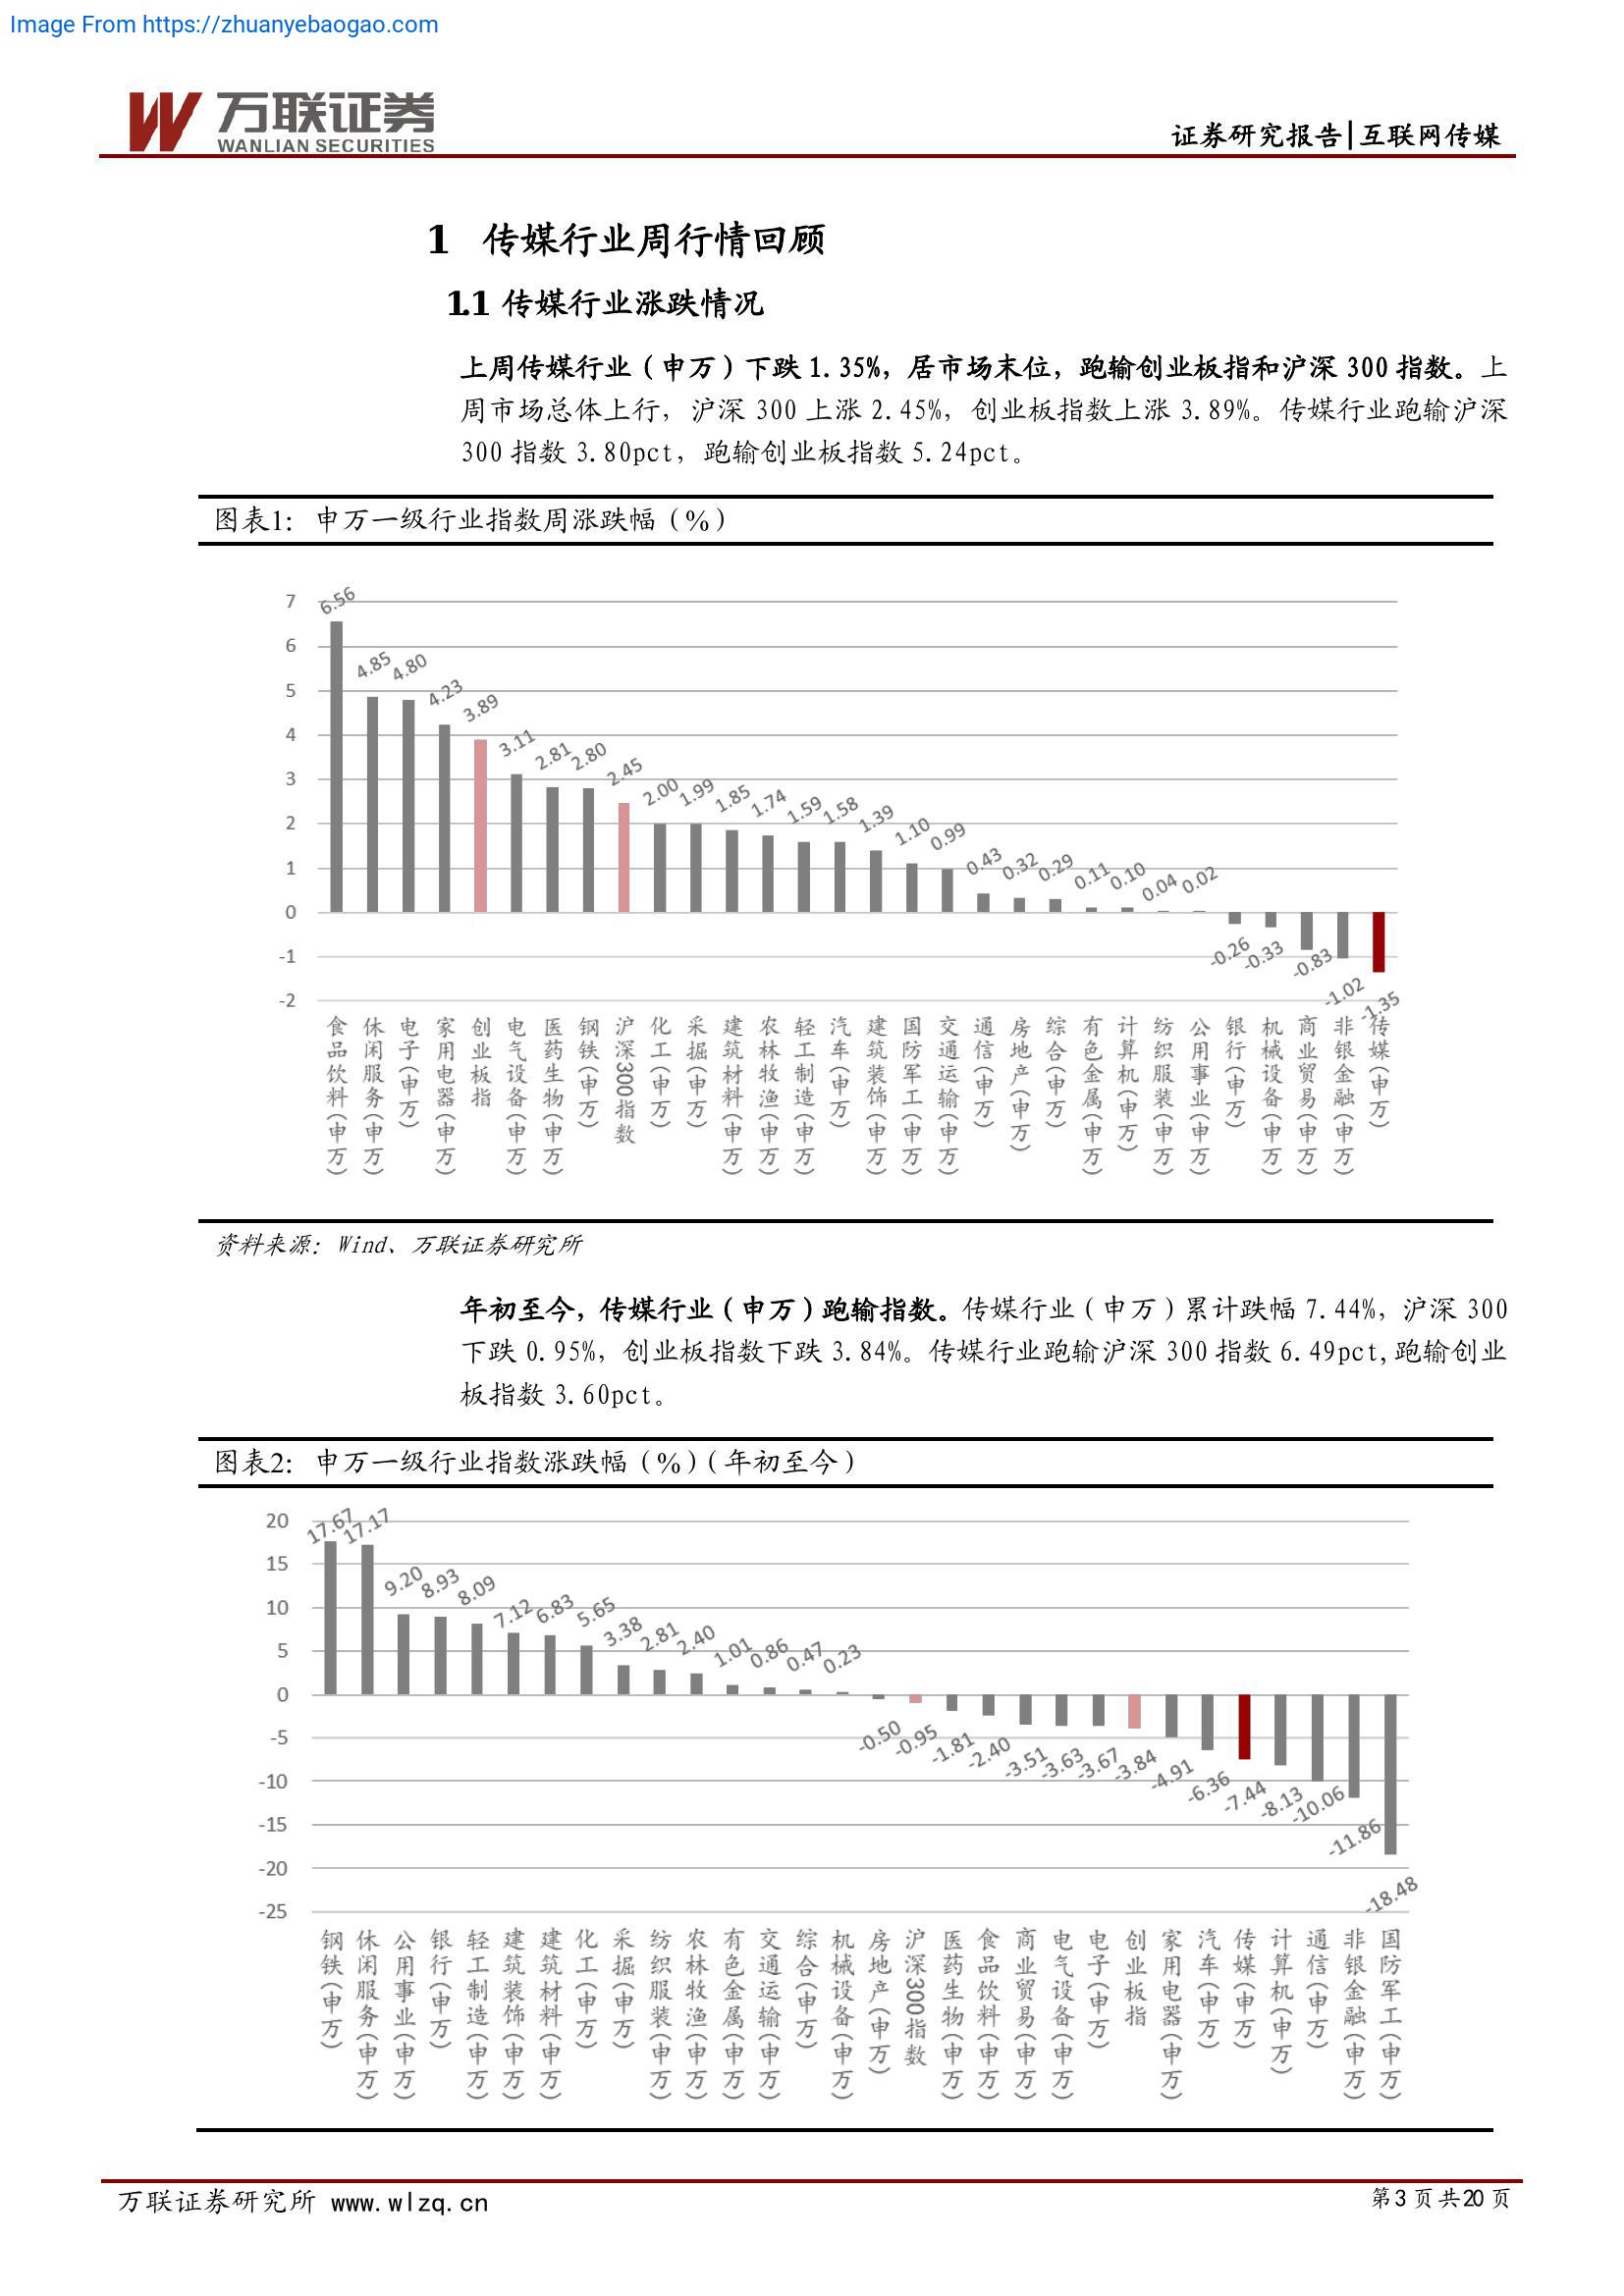 Image From https://zhuanyebaogao.com
万联证券
WANLIAN SECURITIES
证券研究报告|互联网传媒
1 传媒行业周行情回顾
1.1 传媒行业涨跌情况
上周传媒行业（申万）下跌 1.35%，居市场末位，跑输创业板指和沪深 300 指数。上
周市场总体上行，沪深 300 上涨 2.45%，创业板指数上涨 3.89%。传媒行业跑输沪深
300 指数 3.80pct，跑输创业板指数 5.24pct。
图表1： 申万一级行业指数周涨跌幅（%）
7
6
5
4
3
2
1
0
-1
-2
6.56
4.85
4.80
4.23
3.89
3.11
2.81
2.80
2.45
2.00
1.99
1.85
1.74
1.59
1.58
1.39
1.10
0.99
0.43
0.32
0.29
0.11
0.10
0.04
0.02
-0.26
-0.33
-0.83
-1.02
-1.35
食品饮料(申万)
休闲服务(申万)
电子(申万)
家用电器(申万)
创业板指
电气设备(申万)
医药生物(申万)
钢铁(申万)
沪深300指数
化工(申万)
采掘(申万)
建筑材料(申万)
农林牧渔(申万)
轻工制造(申万)
汽车(申万)
建筑装饰(申万)
国防军工(申万)
交通运输(申万)
通信(申万)
房地产(申万)
综合(申万)
有色金属(申万)
计算机(申万)
纺织服装(申万)
公用事业(申万)
银行(申万)
机械设备(申万)
商业贸易(申万)
非银金融(申万)
传媒(申万)
资料来源：Wind、万联证券研究所
年初至今，传媒行业（申万）跑输指数。传媒行业（申万）累计跌幅 7.44%，沪深 300
下跌 0.95%，创业板指数下跌 3.84%。传媒行业跑输沪深 300 指数 6.49pct,跑输创业
板指数 3.60pct。
图表2： 申万一级行业指数涨跌幅（%）（年初至今）
20
15
10
5
0
-5
-10
-15
-20
-25
17.67
17.17
9.20
8.93
8.09
7.12
6.83
5.65
3.38
2.81
2.40
1.01
0.86
0.47
0.23
-0.50
-0.95
-1.81
-2.40
-3.51
-3.63
-3.67
-3.84
-4.91
-6.36
-7.44
-8.13
-10.06
-11.86
-18.48
钢铁(申万)
休闲服务(申万)
公用事业(申万)
银行(申万)
轻工制造(申万)
建筑装饰(申万)
建筑材料(申万)
化工(申万)
采掘(申万)
纺织服装(申万)
农林牧渔(申万)
有色金属(申万)
交通运输(申万)
综合(申万)
机械设备(申万)
房地产(申万)
沪深300指数
医药生物(申万)
食品饮料(申万)
商业贸易(申万)
电气设备(申万)
电子(申万)
创业板指
家用电器(申万)
汽车(申万)
传媒(申万)
计算机(申万)
通信(申万)
非银金融(申万)
国防军工(申万)
万联证券研究所 www.wlzq.cn
第 3 页 共 20 页